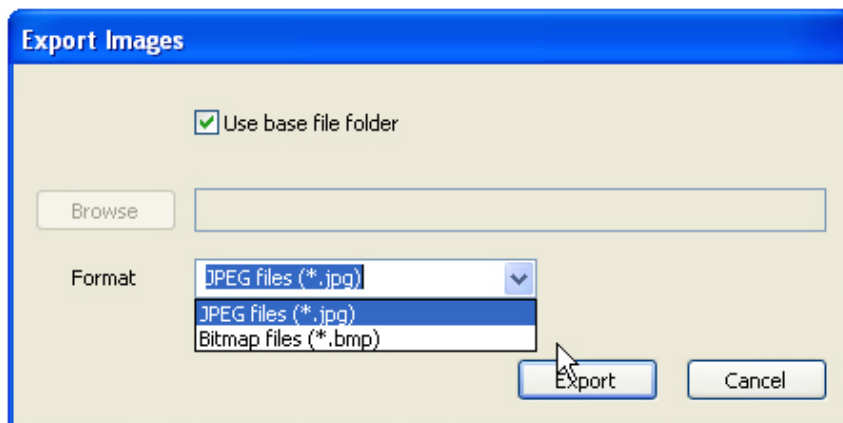 Export Images
Use base file folder
Browse
Format JPEG files (*.jpg)
JPEG files (*.jpg)
Bitmap files (*.bmp)
Export Cancel